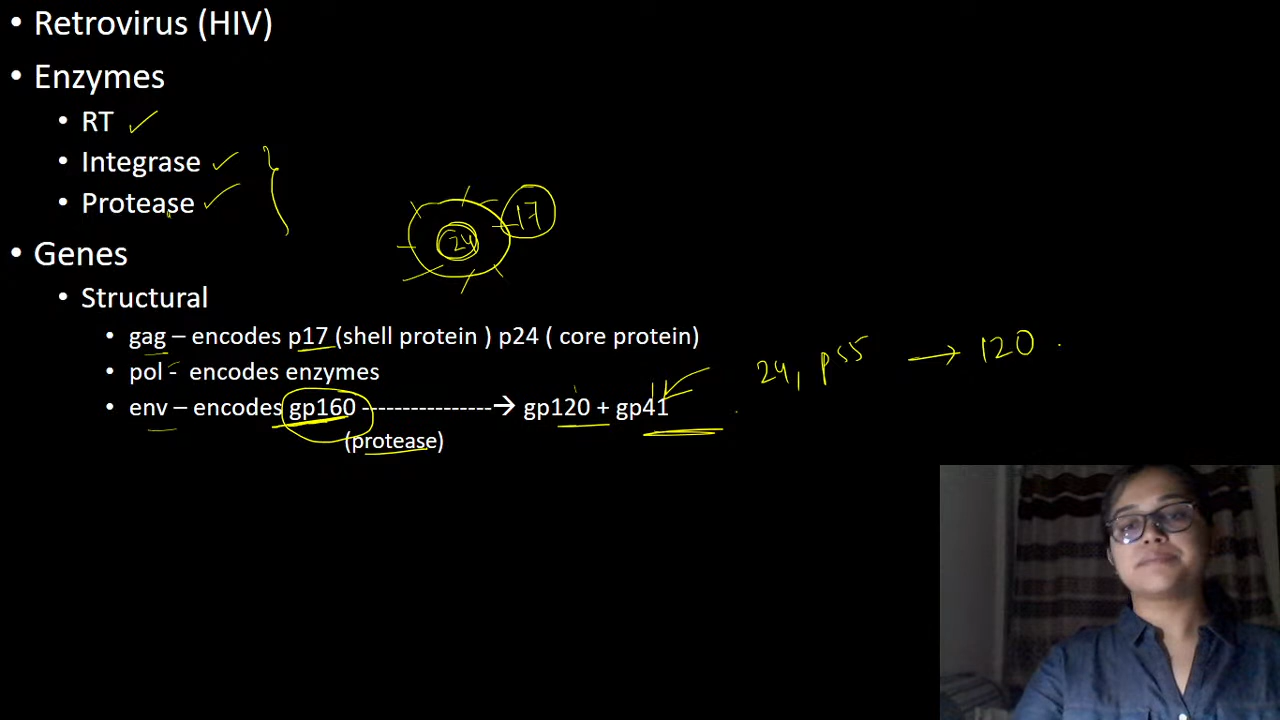 • Retrovirus (HIV)
• Enzymes
• RT
• Integrase
• Protease
17
24
• Genes
• Structural
• gag – encodes p17 (shell protein ) p24 ( core protein)
24, p55 → 120
• pol - encodes enzymes
• env – encodes gp160 ----------------→ gp120 + gp41
(protease)